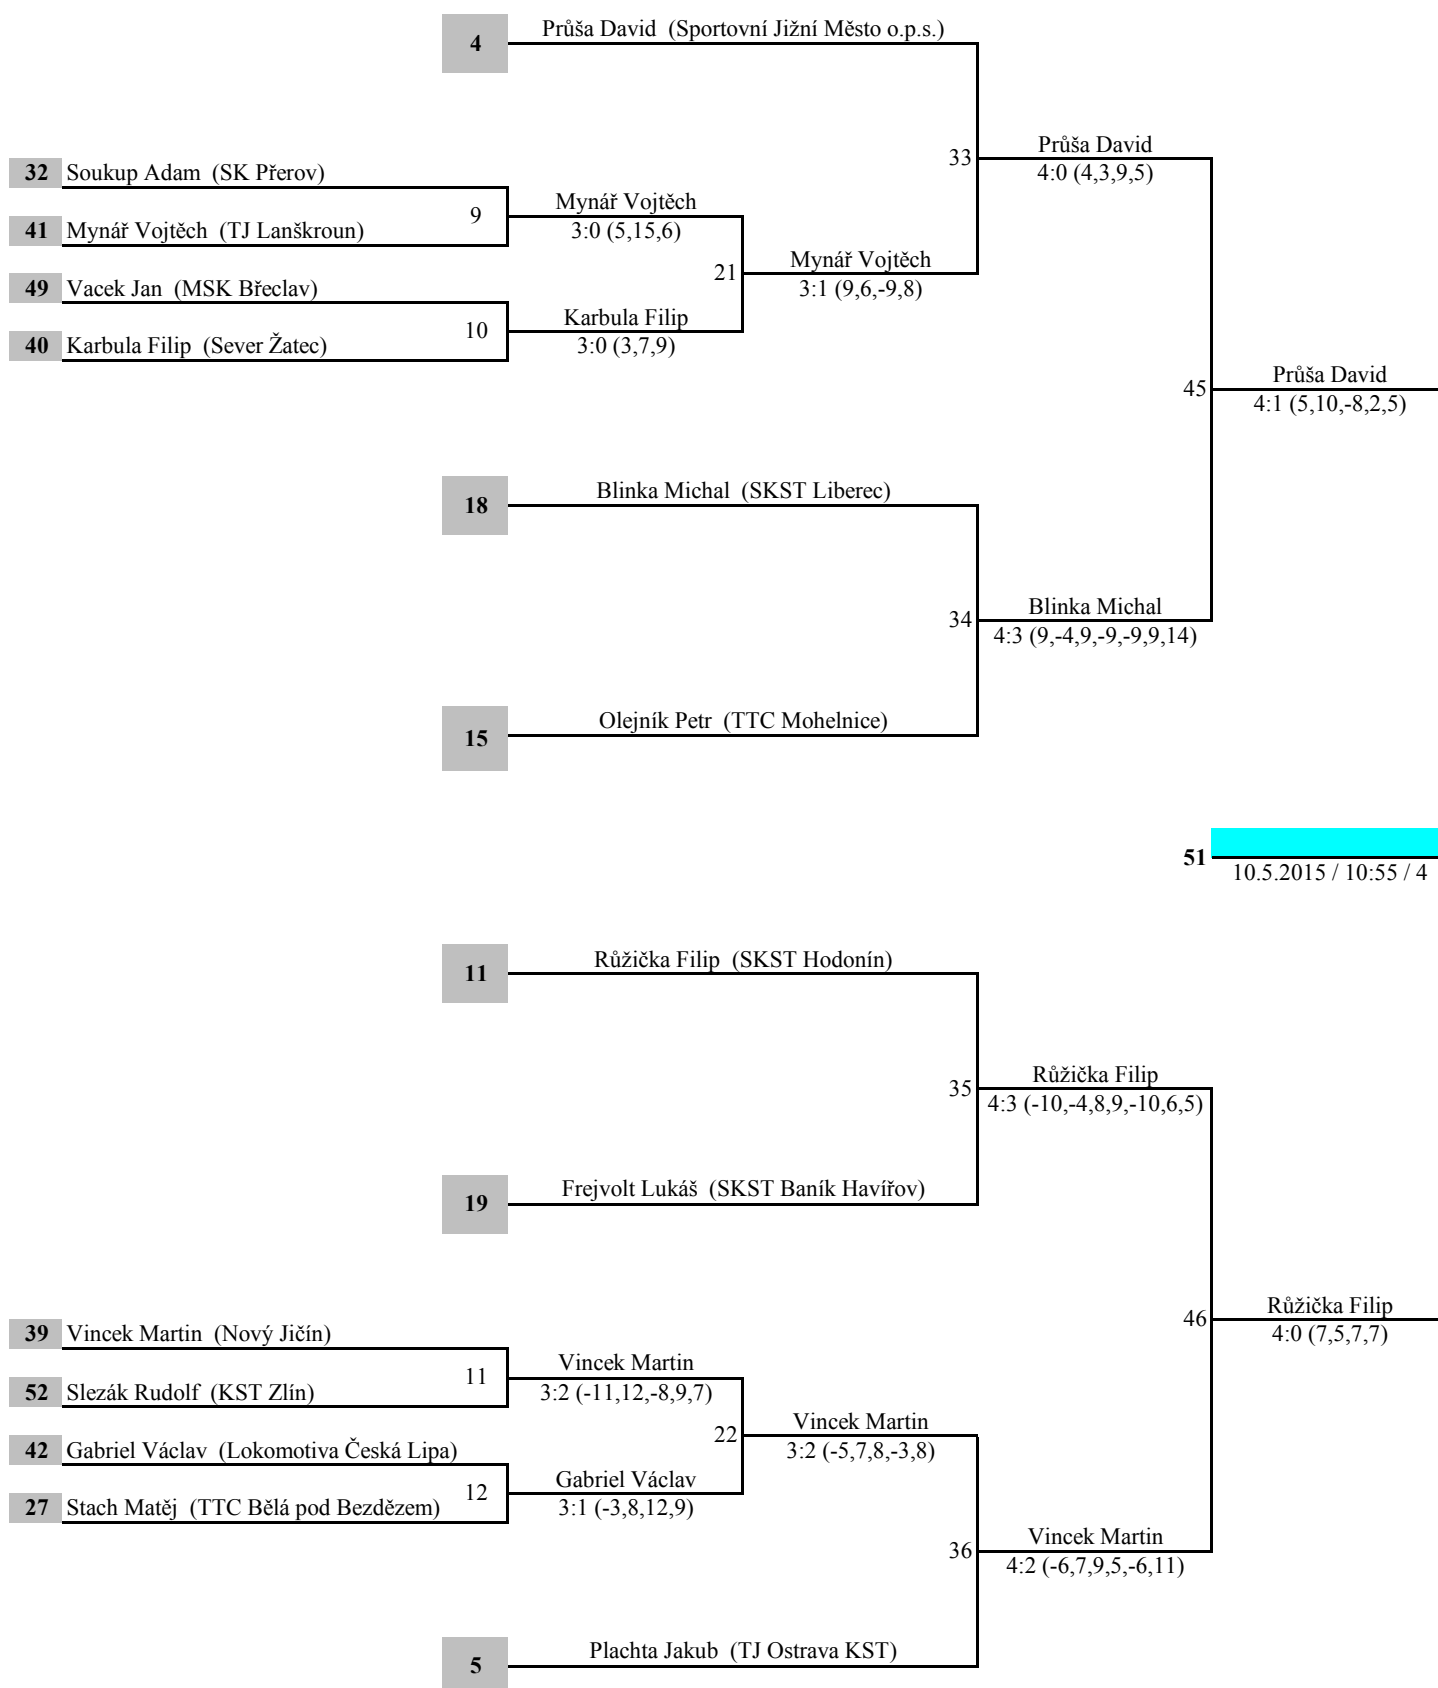 4 Průša David (Sportovní Jižní Město o.p.s.)
33 Průša David
4:0 (4,3,9,5)
32 Soukup Adam (SK Přerov)
9 Mynář Vojtěch
3:0 (5,15,6)
41 Mynář Vojtěch (TJ Lanškroun)
21 Mynář Vojtěch
3:1 (9,6,-9,8)
49 Vacek Jan (MSK Břeclav)
10 Karbula Filip
3:0 (3,7,9)
40 Karbula Filip (Sever Žatec)
45 Průša David
4:1 (5,10,-8,2,5)
18 Blinka Michal (SKST Liberec)
34 Blinka Michal
4:3 (9,-4,9,-9,-9,9,14)
15 Olejník Petr (TTC Mohelnice)
51
10.5.2015 / 10:55 / 4
11 Růžička Filip (SKST Hodonín)
35 Růžička Filip
4:3 (-10,-4,8,9,-10,6,5)
19 Frejvolt Lukáš (SKST Baník Havířov)
46 Růžička Filip
4:0 (7,5,7,7)
39 Vincek Martin (Nový Jičín)
11 Vincek Martin
3:2 (-11,12,-8,9,7)
52 Slezák Rudolf (KST Zlín)
22 Vincek Martin
3:2 (-5,7,8,-3,8)
42 Gabriel Václav (Lokomotiva Česká Lipa)
12 Gabriel Václav
3:1 (-3,8,12,9)
27 Stach Matěj (TTC Bělá pod Bezdězem)
36 Vincek Martin
4:2 (-6,7,9,5,-6,11)
5 Plachta Jakub (TJ Ostrava KST)